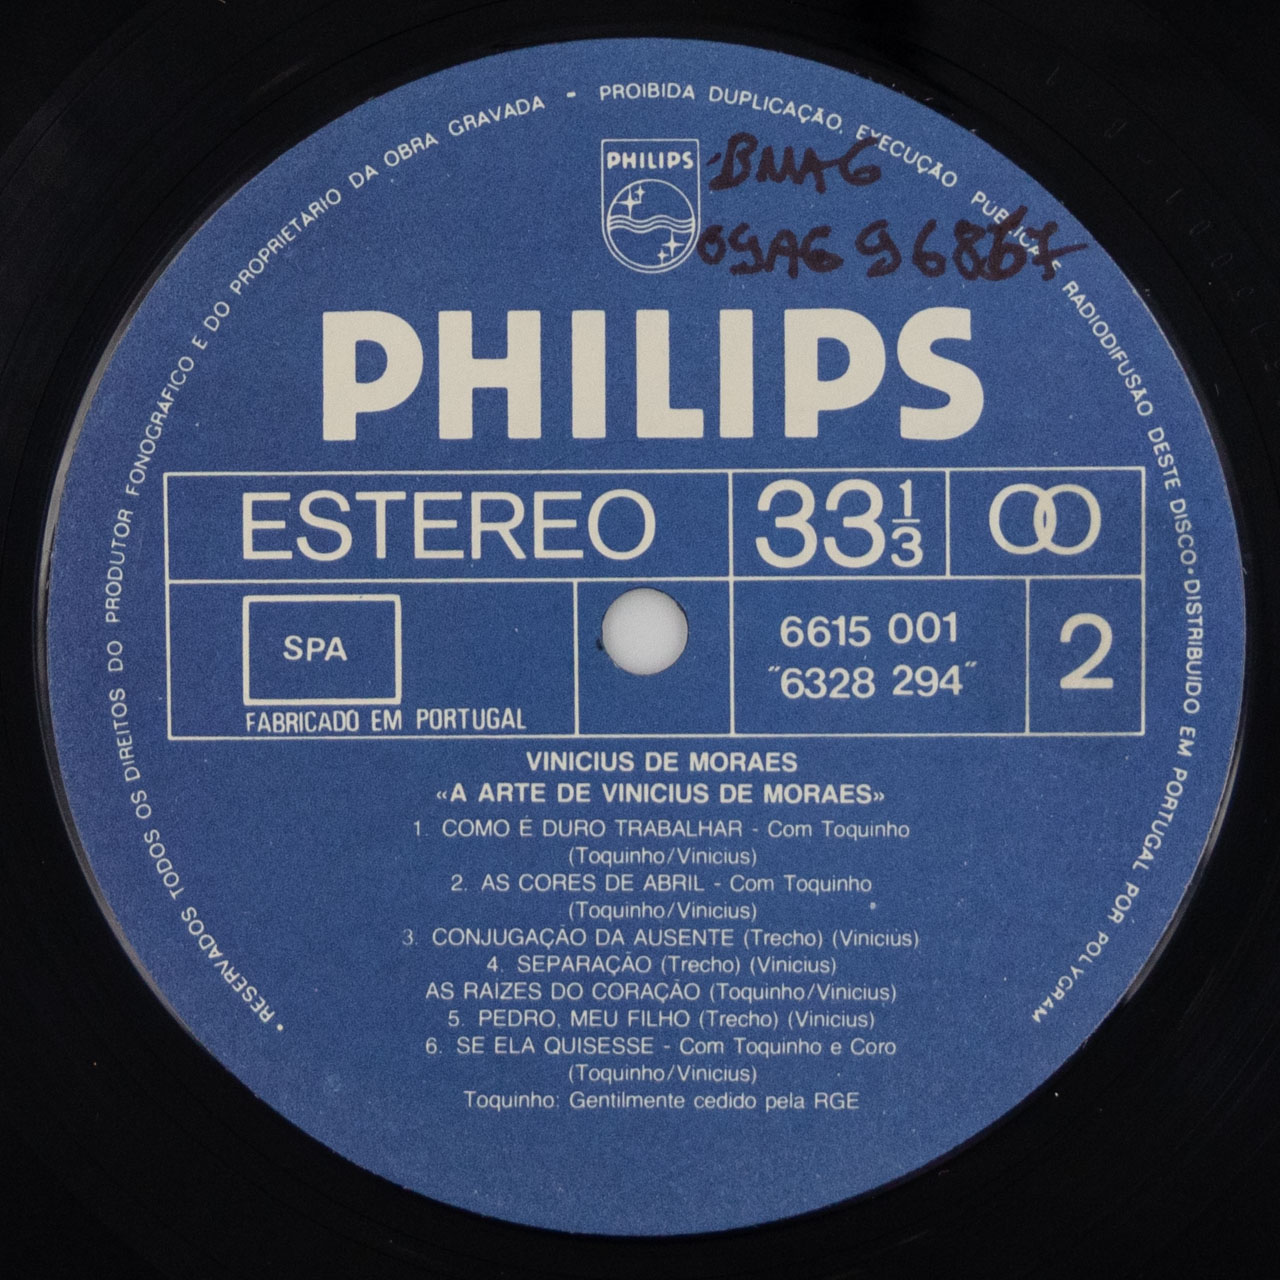 • RESERVADOS TODOS OS DIREITOS DO PRODUTOR FONOGRAFICO E DO PROPRIETARIO DA OBRA GRAVADA - PROIBIDA DUPLICAÇÃO, EXECUÇÃO PUBLICA E RADIODIFUSÃO DESTE DISCO • DISTRIBUIDO EM PORTUGAL POR POLYGRAM
PHILIPS
BMAG
PHILIPS
ESTEREO
33 1/3
SPA
FABRICADO EM PORTUGAL
6615 001
"6328 294"
2
VINICIUS DE MORAES
«A ARTE DE VINICIUS DE MORAES»
1. COMO É DURO TRABALHAR - Com Toquinho
(Toquinho/Vinicius)
2. AS CORES DE ABRIL - Com Toquinho
(Toquinho/Vinicius)
3. CONJUGAÇÃO DA AUSENTE (Trecho) (Vinicius)
4. SEPARAÇÃO (Trecho) (Vinicius)
AS RAÍZES DO CORAÇÃO (Toquinho/Vinicius)
5. PEDRO, MEU FILHO (Trecho) (Vinicius)
6. SE ELA QUISESSE - Com Toquinho e Coro
(Toquinho/Vinicius)
Toquinho: Gentilmente cedido pela RGE